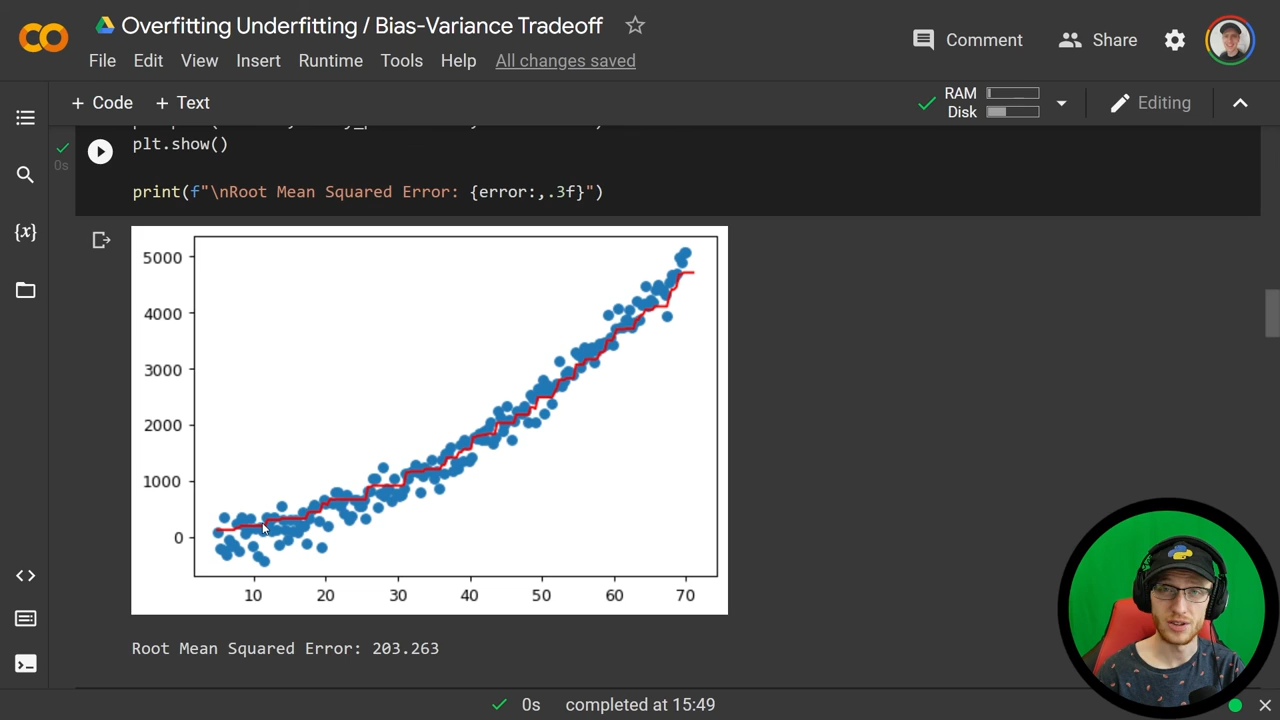 Overfitting Underfitting / Bias-Variance Tradeoff
Comment
Share
File Edit View Insert Runtime Tools Help All changes saved
+ Code + Text
RAM
Disk
Editing
plt.show()
0s
print(f"\nRoot Mean Squared Error: {error:,.3f}")
{x}
5000
4000
3000
2000
1000
0
10 20 30 40 50 60 70
Root Mean Squared Error: 203.263
0s completed at 15:49